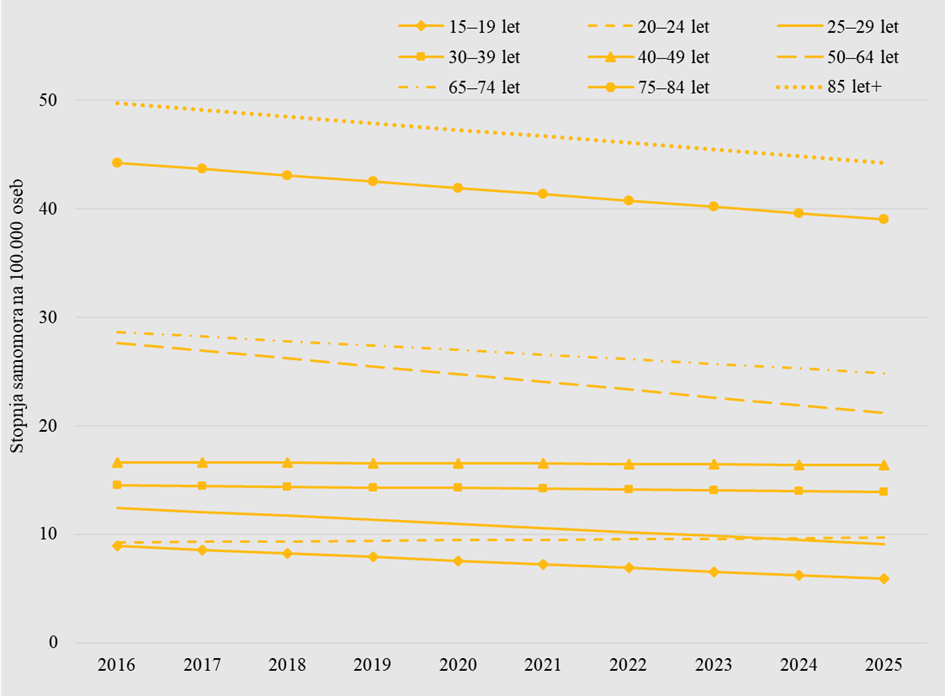 15–19 let
20–24 let
25–29 let
30–39 let
40–49 let
50–64 let
65–74 let
75–84 let
85 let+
Stopnja samomora na 100.000 oseb
50
40
30
20
10
0
2016 2017 2018 2019 2020 2021 2022 2023 2024 2025